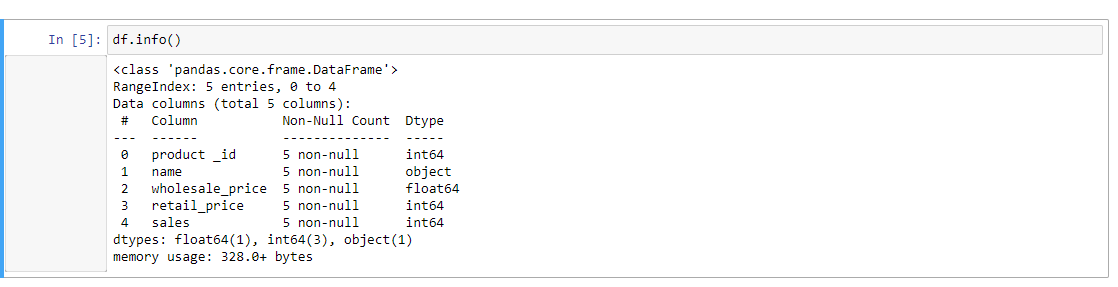 In [5]: df.info()
<class 'pandas.core.frame.DataFrame'>
RangeIndex: 5 entries, 0 to 4
Data columns (total 5 columns):
 #   Column           Non-Null Count  Dtype
---  ------           --------------  -----
 0   product _id      5 non-null      int64
 1   name             5 non-null      object
 2   wholesale_price  5 non-null      float64
 3   retail_price     5 non-null      int64
 4   sales            5 non-null      int64
dtypes: float64(1), int64(3), object(1)
memory usage: 328.0+ bytes